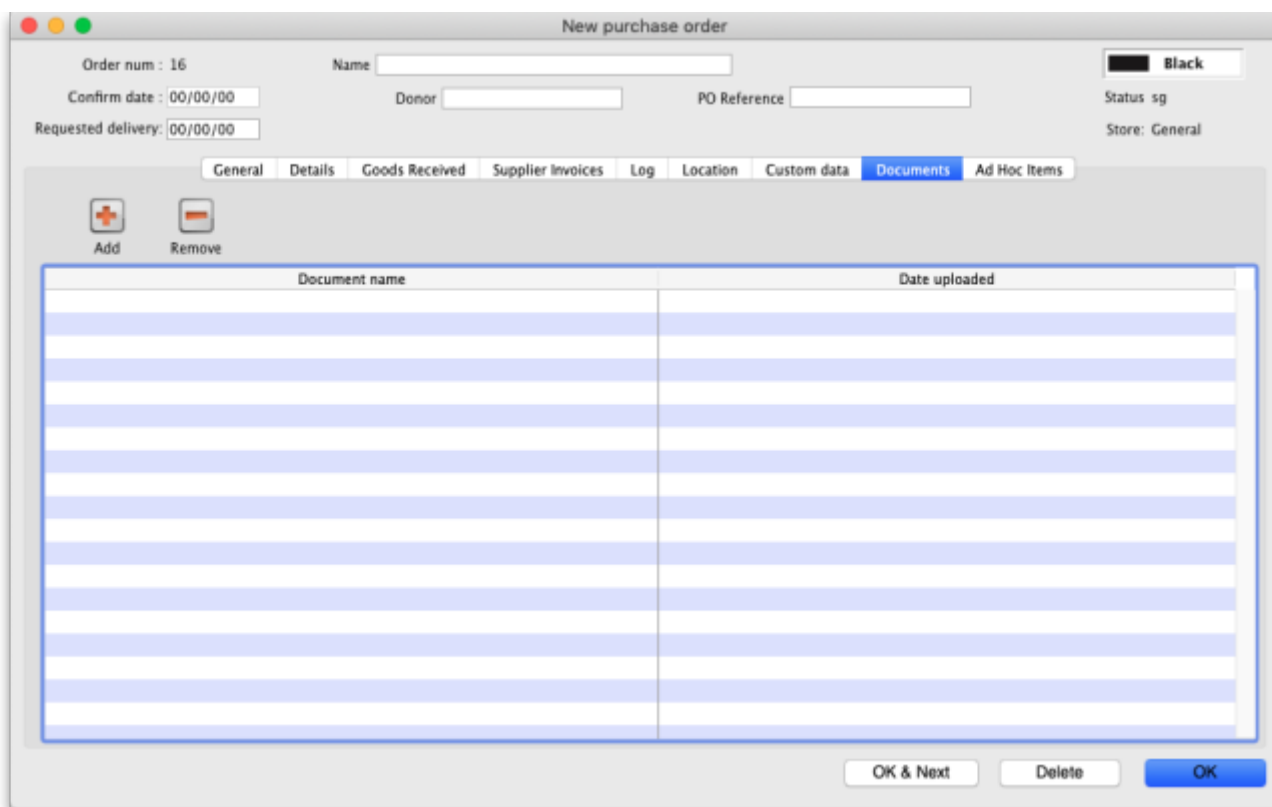 New purchase order
Order num : 16 Name Black
Confirm date : 00/00/00 Donor PO Reference Status sg
Requested delivery: 00/00/00 Store: General
General Details Goods Received Supplier Invoices Log Location Custom data Documents Ad Hoc Items
Add Remove
Document name Date uploaded
OK & Next Delete OK